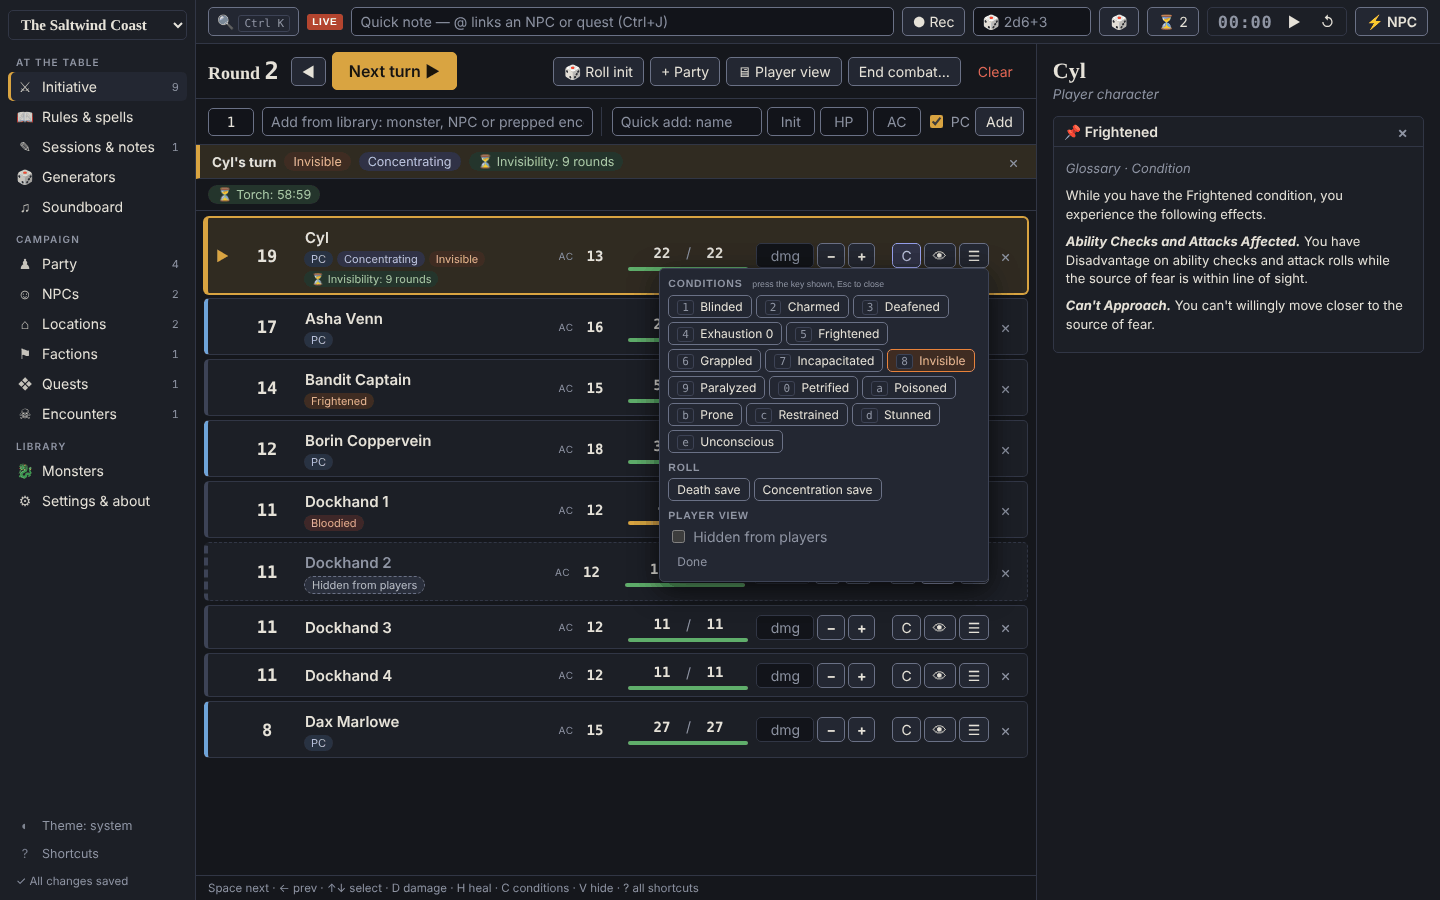 The Saltwind Coast
Ctrl K
LIVE
Quick note — @ links an NPC or quest (Ctrl+J)
Rec
2d6+3
2
00:00
NPC
AT THE TABLE
Initiative 9
Rules & spells
Sessions & notes 1
Generators
Soundboard
CAMPAIGN
Party 4
NPCs 2
Locations 2
Factions 1
Quests 1
Encounters 1
LIBRARY
Monsters
Settings & about
Theme: system
? Shortcuts
✓ All changes saved
Round 2
Next turn
Roll init
+ Party
Player view
End combat...
Clear
1
Add from library: monster, NPC or prepped enc
Quick add: name
Init
HP
AC
PC
Add
Cyl's turn Invisible Concentrating Invisibility: 9 rounds ×
Torch: 58:59
19 Cyl AC 13 22 / 22 dmg − + C
PC Concentrating Invisible
Invisibility: 9 rounds
17 Asha Venn AC 16 ×
PC
14 Bandit Captain AC 15 ×
Frightened
12 Borin Coppervein AC 18 ×
PC
11 Dockhand 1 AC 12 ×
Bloodied
11 Dockhand 2 AC 12 ×
Hidden from players
11 Dockhand 3 AC 12 11 / 11 dmg − + C ×
11 Dockhand 4 AC 12 11 / 11 dmg − + C ×
8 Dax Marlowe AC 15 27 / 27 dmg − + C ×
PC
CONDITIONS press the key shown, Esc to close
1 Blinded 2 Charmed 3 Deafened
4 Exhaustion 0 5 Frightened
6 Grappled 7 Incapacitated 8 Invisible
9 Paralyzed 0 Petrified a Poisoned
b Prone c Restrained d Stunned
e Unconscious
ROLL
Death save Concentration save
PLAYER VIEW
Hidden from players
Done
Space next · ← prev · ↑↓ select · D damage · H heal · C conditions · V hide · ? all shortcuts
Cyl
Player character
Frightened ×
Glossary · Condition
While you have the Frightened condition, you
experience the following effects.
Ability Checks and Attacks Affected. You have
Disadvantage on ability checks and attack rolls while
the source of fear is within line of sight.
Can't Approach. You can't willingly move closer to the
source of fear.